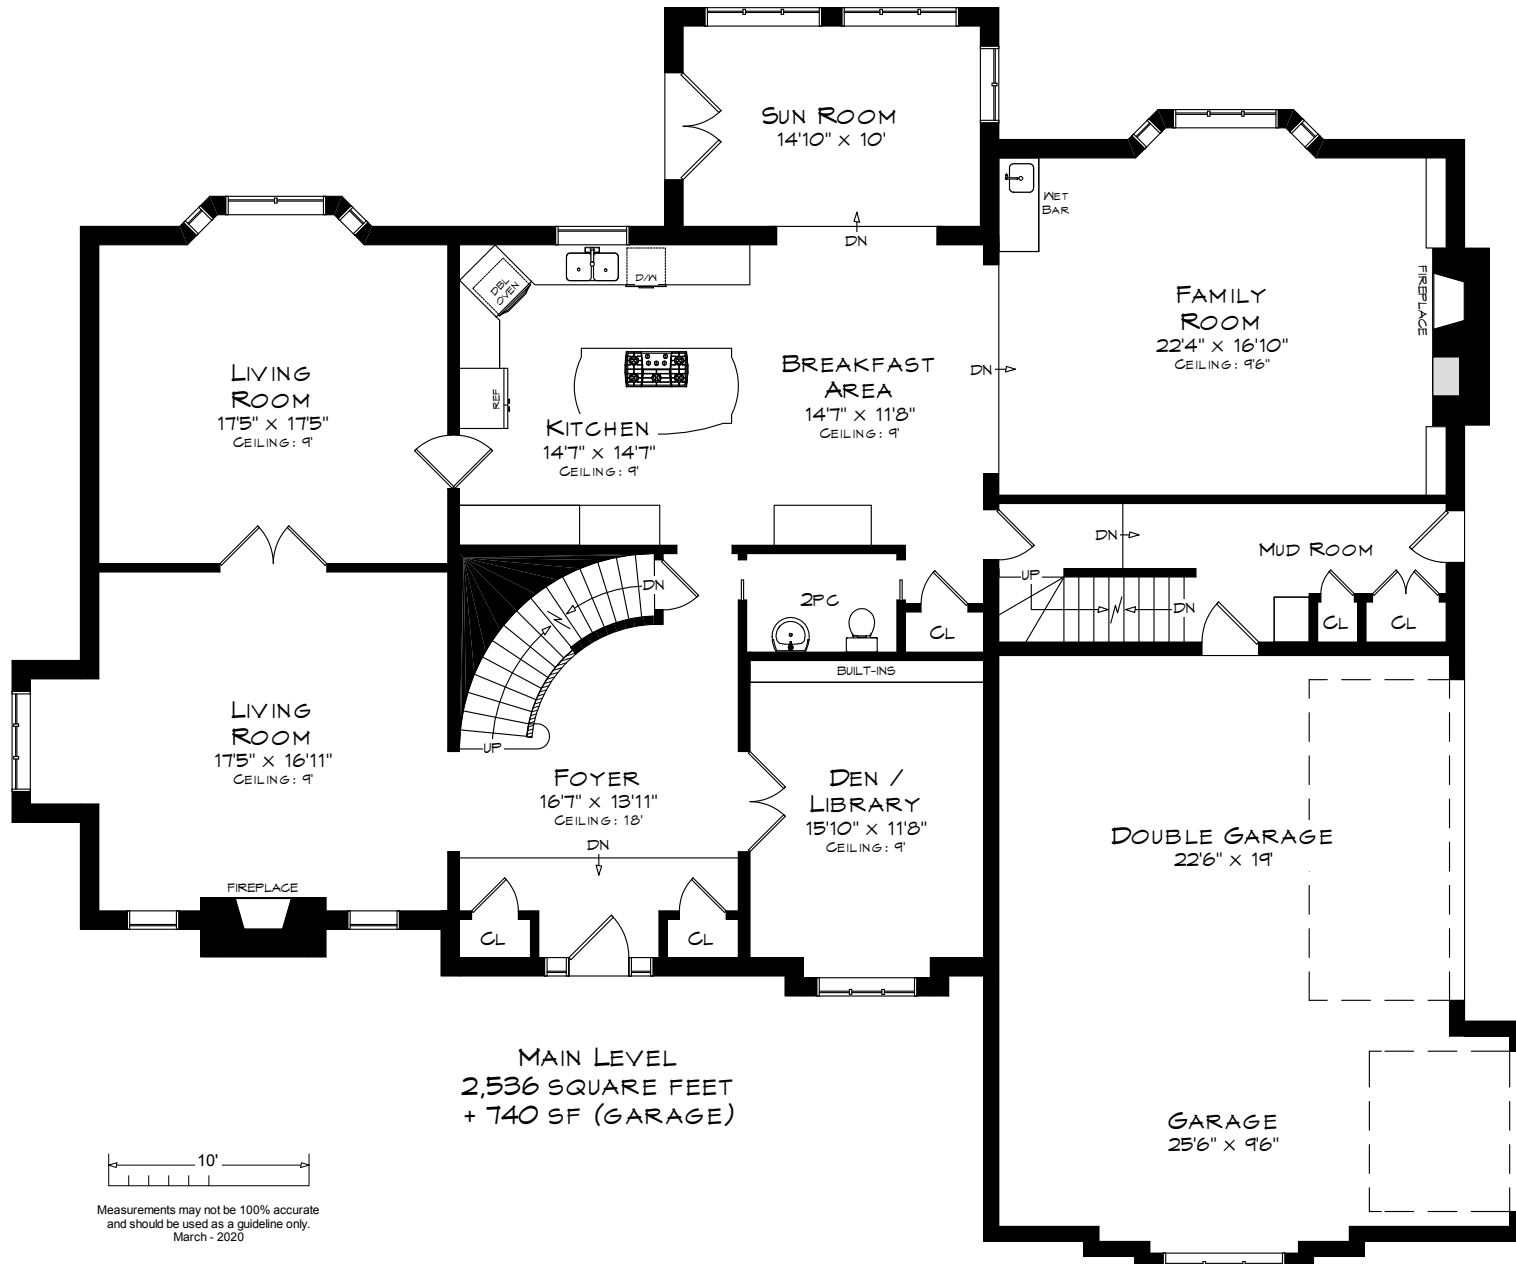 SUN ROOM
14'10" x 10'
DN
WET
BAR
FAMILY
ROOM
22'4" x 16'10"
CEILING: 9'6"
FIREPLACE
LIVING
ROOM
17'5" x 17'5"
CEILING: 9'
DBL
OVEN
D/W
REF
KITCHEN
14'7" x 14'7"
CEILING: 9'
BREAKFAST
AREA
14'7" x 11'8"
CEILING: 9'
DN
DN
MUD ROOM
UP
DN
CL
CL
DN
UP
2PC
CL
BUILT-INS
LIVING
ROOM
17'5" x 16'11"
CEILING: 9'
FIREPLACE
FOYER
16'7" x 13'11"
CEILING: 18'
DN
CL
CL
DEN /
LIBRARY
15'10" x 11'8"
CEILING: 9'
DOUBLE GARAGE
22'6" x 19'
GARAGE
25'6" x 9'6"
MAIN LEVEL
2,536 SQUARE FEET
+ 740 SF (GARAGE)
10'
Measurements may not be 100% accurate
and should be used as a guideline only.
March - 2020